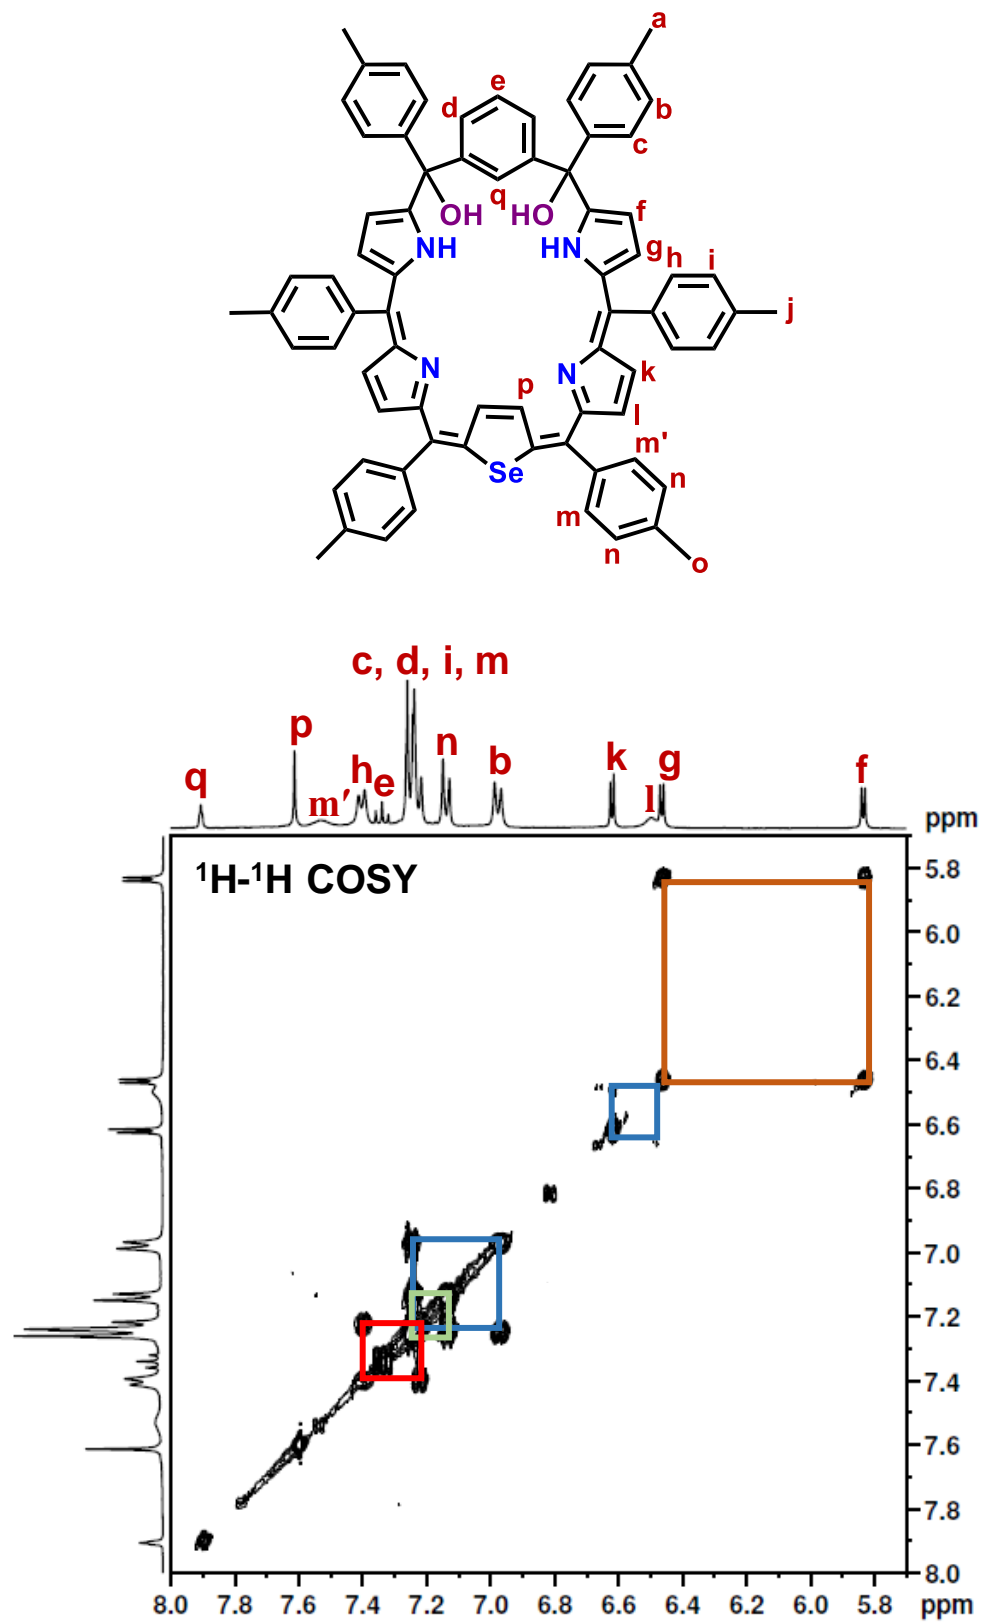 a
e
d
b
c
q
OH
HO
f
NH
HN
g
h
i
j
N
N
k
p
l
m'
Se
n
m
n
o
c, d, i, m
p
n
q
h
e
b
k
g
f
m'
l
ppm
¹H-¹H COSY
5.8
6.0
6.2
6.4
6.6
6.8
7.0
7.2
7.4
7.6
7.8
8.0
8.0 7.8 7.6 7.4 7.2 7.0 6.8 6.6 6.4 6.2 6.0 5.8 ppm